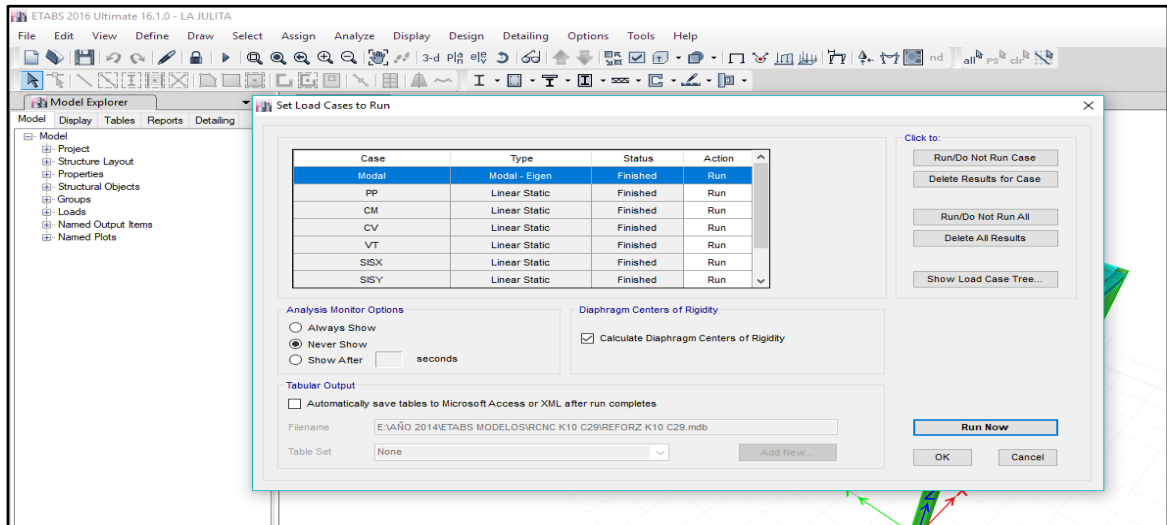 ETABS 2016 Ultimate 16.1.0 - LA JULITA
File Edit View Define Draw Select Assign Analyze Display Design Detailing Options Tools Help
3-d nd
Model Explorer
Model Display Tables Reports Detailing
Model
Project
Structure Layout
Properties
Structural Objects
Groups
Loads
Named Output Items
Named Plots
Set Load Cases to Run
Case Type Status Action
Modal Modal - Eigen Finished Run
PP Linear Static Finished Run
CM Linear Static Finished Run
CV Linear Static Finished Run
VT Linear Static Finished Run
SISX Linear Static Finished Run
SISY Linear Static Finished Run
Click to:
Run/Do Not Run Case
Delete Results for Case
Run/Do Not Run All
Delete All Results
Show Load Case Tree...
Analysis Monitor Options
Always Show
Never Show
Show After seconds
Diaphragm Centers of Rigidity
Calculate Diaphragm Centers of Rigidity
Tabular Output
Automatically save tables to Microsoft Access or XML after run completes
Filename E:\AÑO 2014\ETABS MODELOS\RCNC K10 C29\REFORZ K10 C29.mdb
Table Set None Add New...
Run Now
OK Cancel